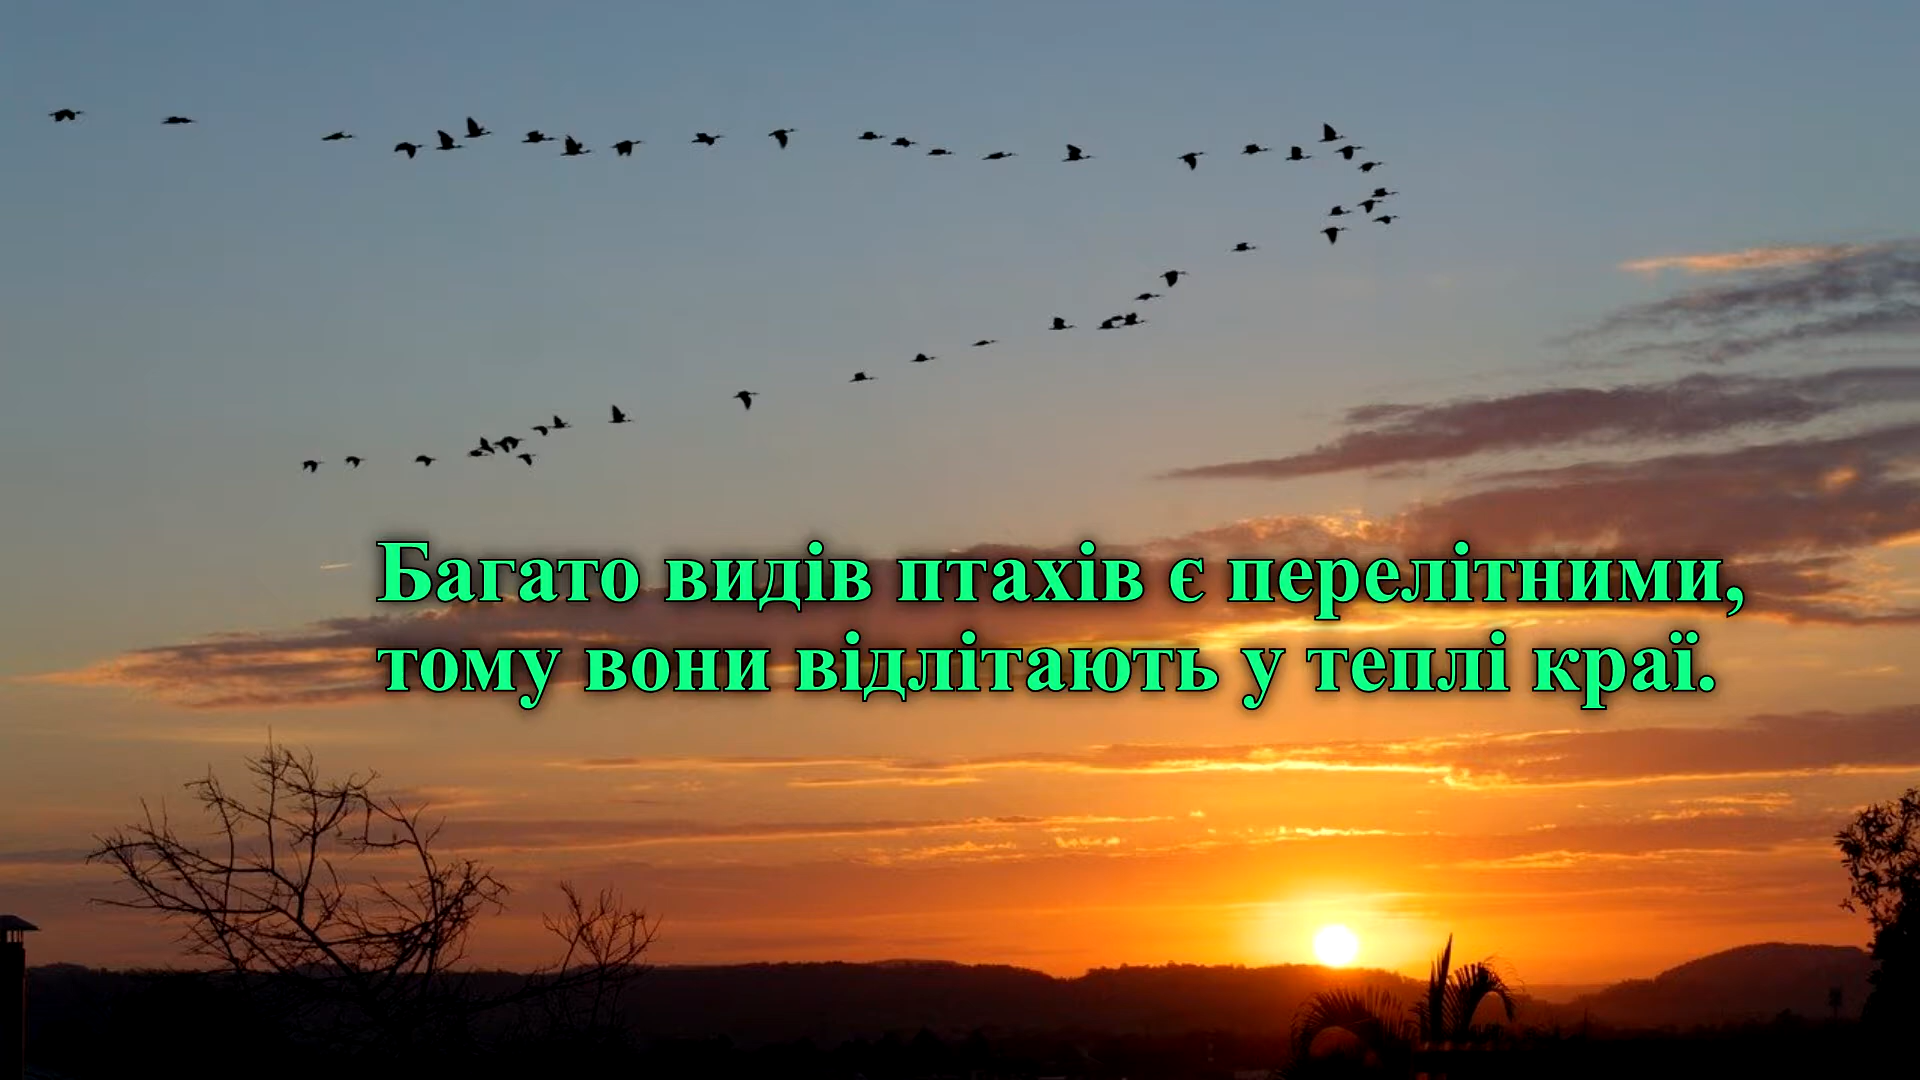 Багато видів птахів є перелітними,
тому вони відлітають у теплі краї.